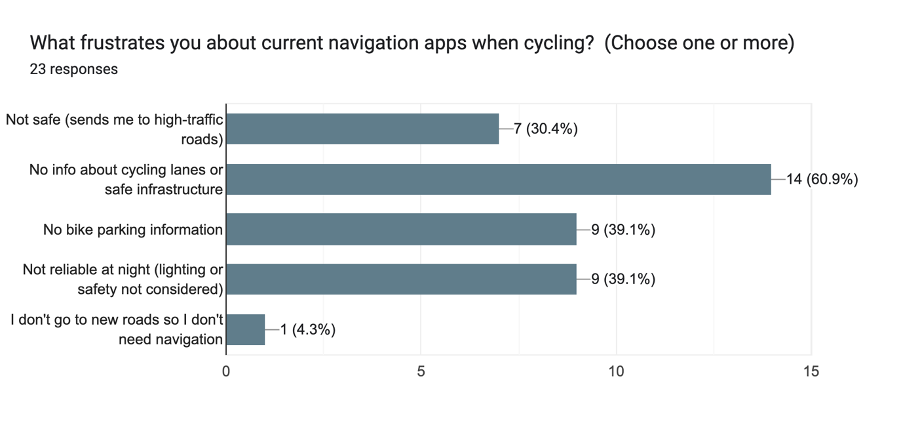 What frustrates you about current navigation apps when cycling?  (Choose one or more)
23 responses
Not safe (sends me to high-traffic
roads)
7 (30.4%)
No info about cycling lanes or
safe infrastructure
14 (60.9%)
No bike parking information
9 (39.1%)
Not reliable at night (lighting or
safety not considered)
9 (39.1%)
I don't go to new roads so I don't
need navigation
1 (4.3%)
0
5
10
15